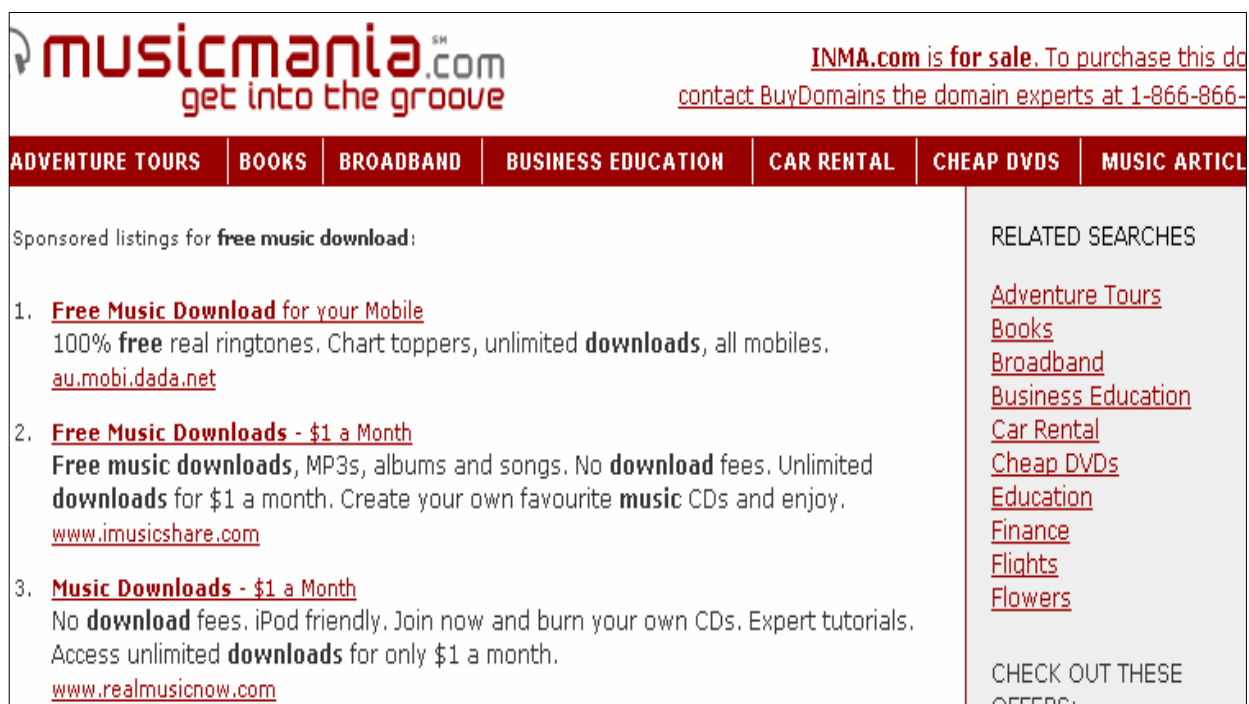 musicmania.com SM
get into the groove
INMA.com is for sale. To purchase this do
contact BuyDomains the domain experts at 1-866-866-
ADVENTURE TOURS BOOKS BROADBAND BUSINESS EDUCATION CAR RENTAL CHEAP DVDS MUSIC ARTICL
Sponsored listings for free music download:
1. Free Music Download for your Mobile
100% free real ringtones. Chart toppers, unlimited downloads, all mobiles.
au.mobi.dada.net
2. Free Music Downloads - $1 a Month
Free music downloads, MP3s, albums and songs. No download fees. Unlimited
downloads for $1 a month. Create your own favourite music CDs and enjoy.
www.imusicshare.com
3. Music Downloads - $1 a Month
No download fees. iPod friendly. Join now and burn your own CDs. Expert tutorials.
Access unlimited downloads for only $1 a month.
www.realmusicnow.com
RELATED SEARCHES
Adventure Tours
Books
Broadband
Business Education
Car Rental
Cheap DVDs
Education
Finance
Flights
Flowers
CHECK OUT THESE
OFFERS: